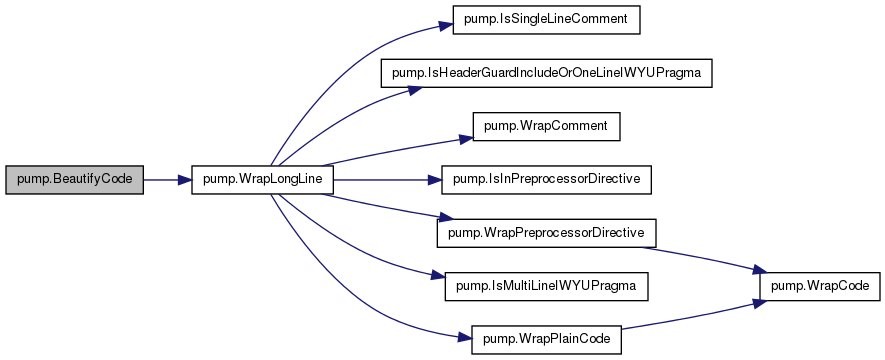 pump.IsSingleLineComment
pump.IsHeaderGuardIncludeOrOneLineIWYUPragma
pump.WrapComment
pump.BeautifyCode
pump.WrapLongLine
pump.IsInPreprocessorDirective
pump.WrapPreprocessorDirective
pump.IsMultiLineIWYUPragma
pump.WrapCode
pump.WrapPlainCode